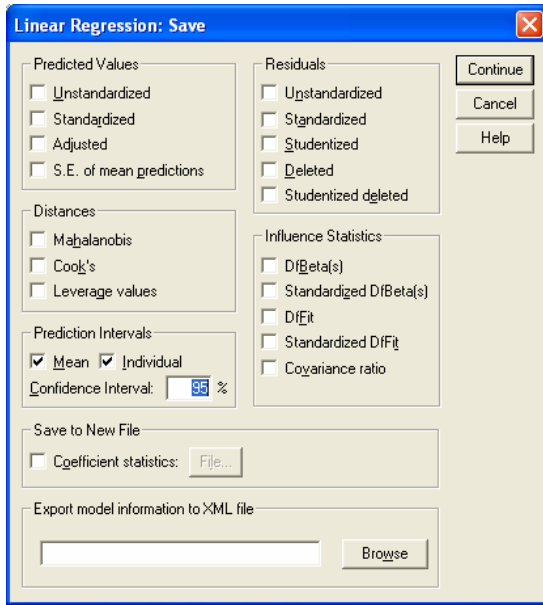 Linear Regression: Save
Predicted Values
Unstandardized
Standardized
Adjusted
S.E. of mean predictions
Distances
Mahalanobis
Cook's
Leverage values
Prediction Intervals
Mean Individual
Confidence Interval: 95 %
Residuals
Unstandardized
Standardized
Studentized
Deleted
Studentized deleted
Influence Statistics
DfBeta(s)
Standardized DfBeta(s)
DfFit
Standardized DfFit
Covariance ratio
Save to New File
Coefficient statistics: File...
Export model information to XML file
Browse
Continue
Cancel
Help